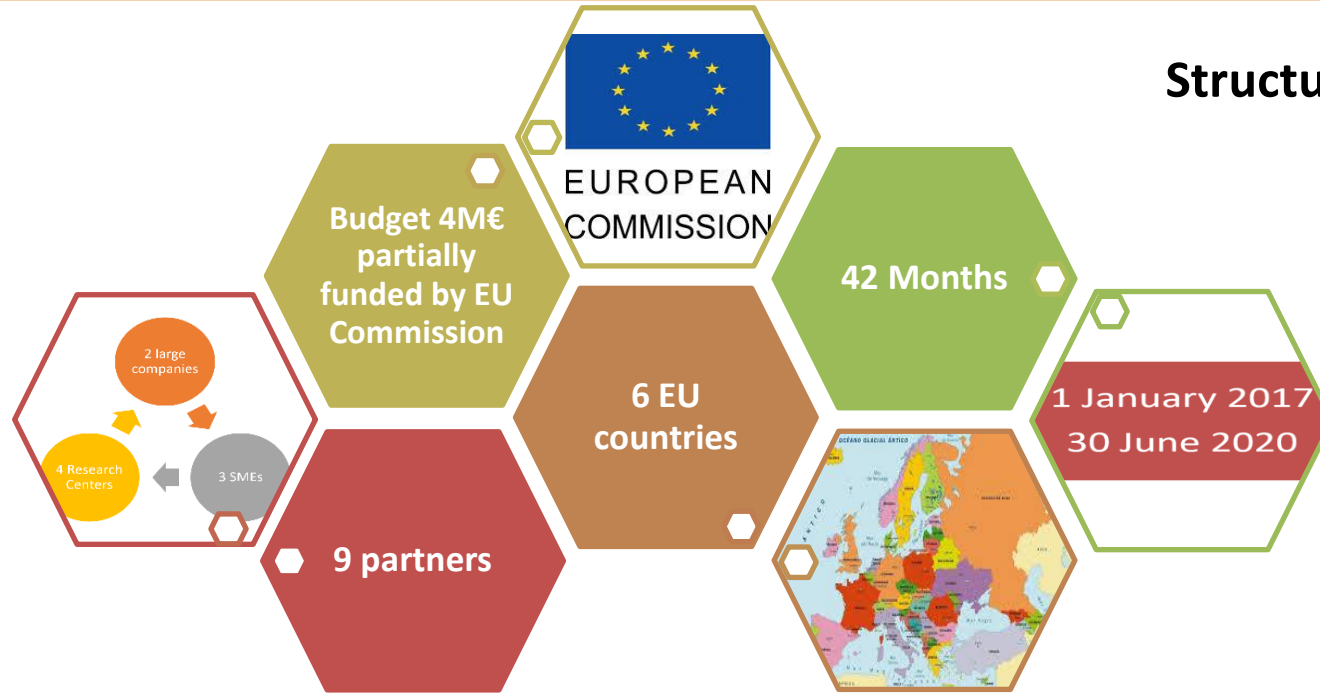 Structu
EUROPEAN
COMMISSION
Budget 4M€
partially
funded by EU
Commission
42 Months
2 large
companies
4 Research
Centers
3 SMEs
6 EU
countries
1 January 2017
30 June 2020
9 partners
OCÉANO GLACIAL ÁRTICO